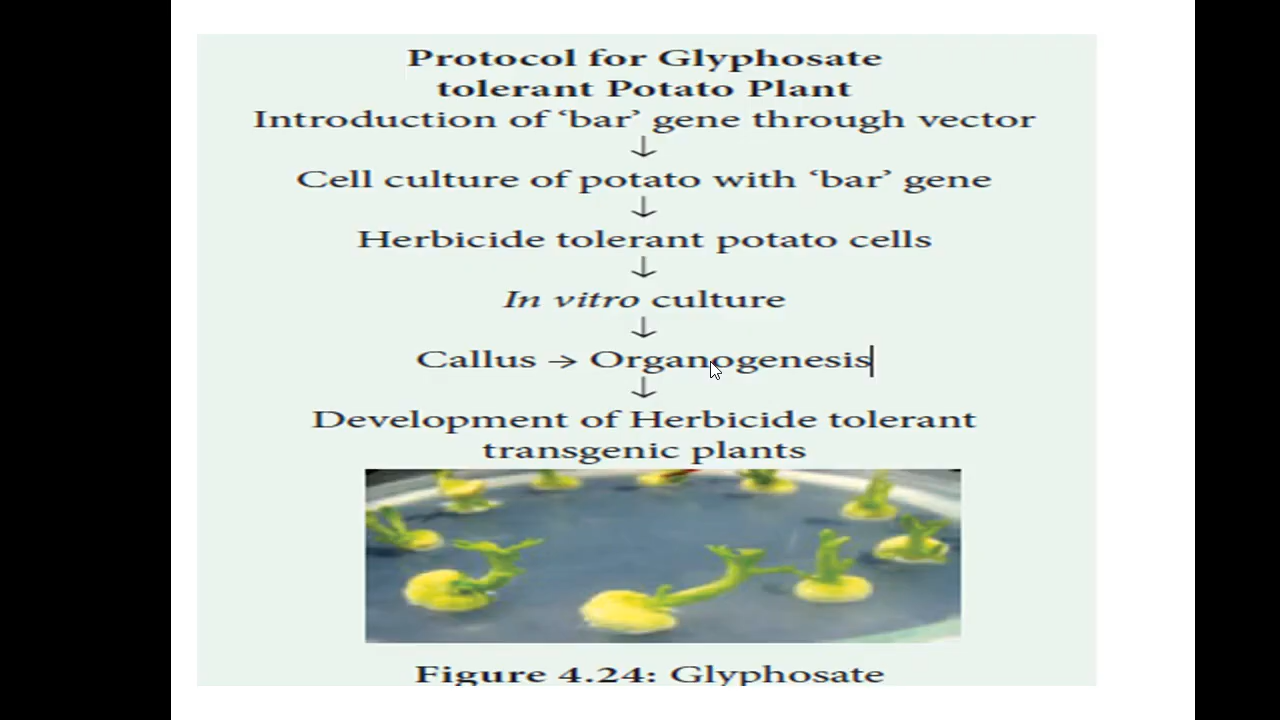 Protocol for Glyphosate
tolerant Potato Plant
Introduction of ‘bar’ gene through vector
↓
Cell culture of potato with ‘bar’ gene
↓
Herbicide tolerant potato cells
↓
In vitro culture
↓
Callus → Organogenesis
↓
Development of Herbicide tolerant
transgenic plants
Figure 4.24: Glyphosate